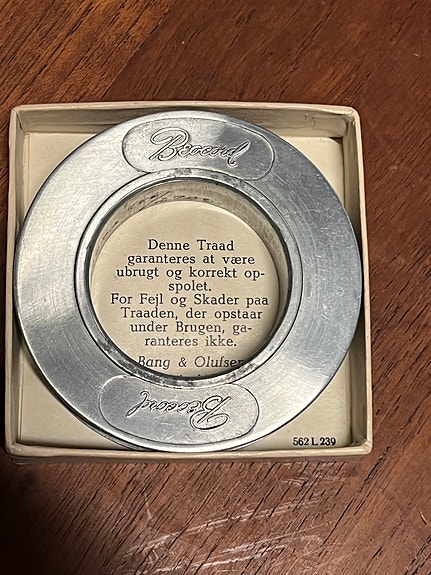 Becord
Denne Traad
garanteres at være
ubrugt og korrekt op-
spolet.
For Fejl og Skader paa
Traaden, der opstaar
under Brugen, ga-
ranteres ikke.
Bang & Olufsen
Becord
562 L 239